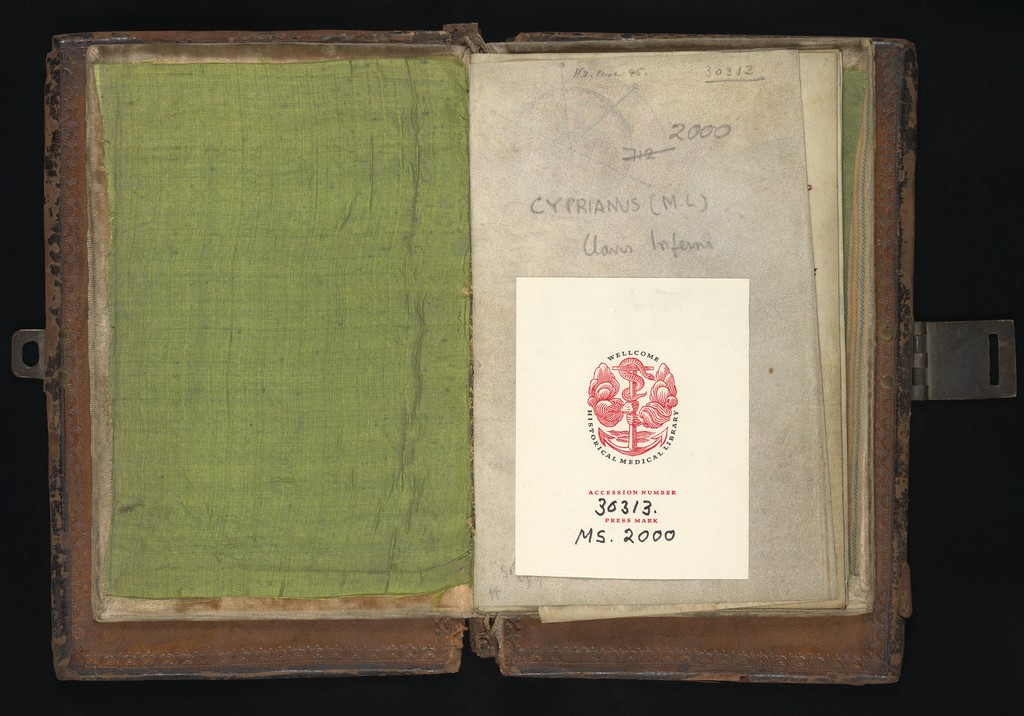 30313
2000
712
CYPRIANUS (M.L)
Clavis Inferni
WELLCOME
HISTORICAL MEDICAL LIBRARY
ACCESSION NUMBER
30313.
PRESS MARK
MS. 2000